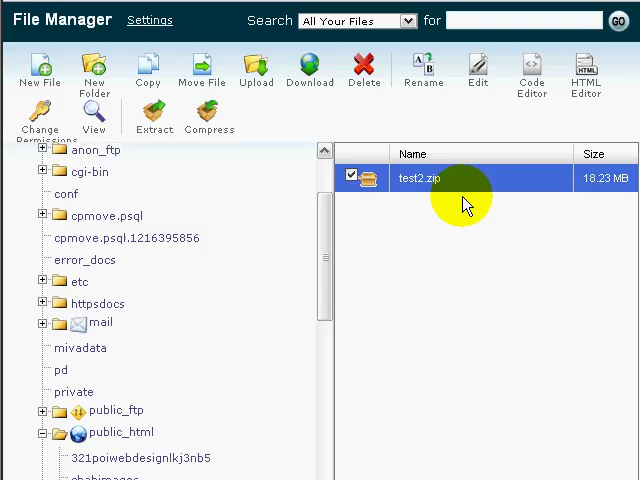 File Manager Settings Search All Your Files for GO
New File New Folder Copy Move File Upload Download Delete Rename Edit Code Editor HTML Editor
Change Permissions View Extract Compress
Name Size
test2.zip 18.23 MB
anon_ftp
cgi-bin
conf
cpmove.psql
cpmove.psql.1216395856
error_docs
etc
httpsdocs
mail
mivadata
pd
private
public_ftp
public_html
321poiwebdesignlkj3nb5